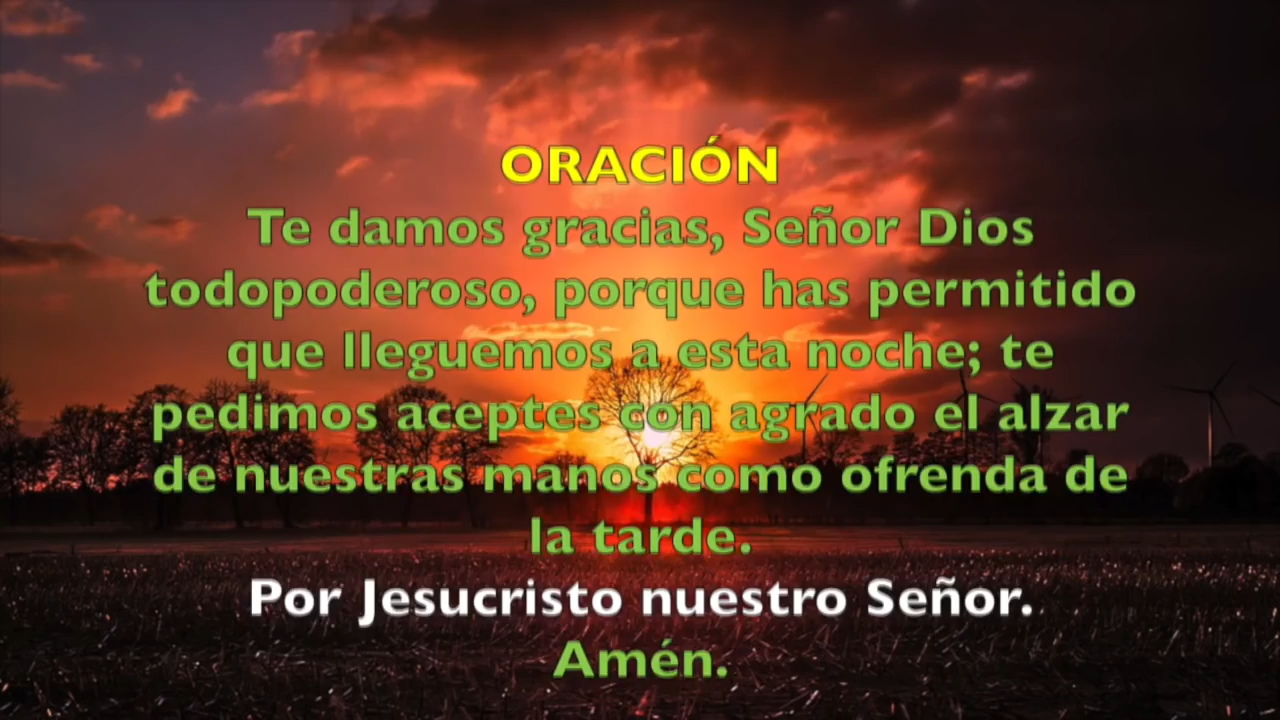 ORACIÓN
Te damos gracias, Señor Dios
todopoderoso, porque has permitido
que lleguemos a esta noche; te
pedimos aceptes con agrado el alzar
de nuestras manos como ofrenda de
la tarde.
Por Jesucristo nuestro Señor.
Amén.